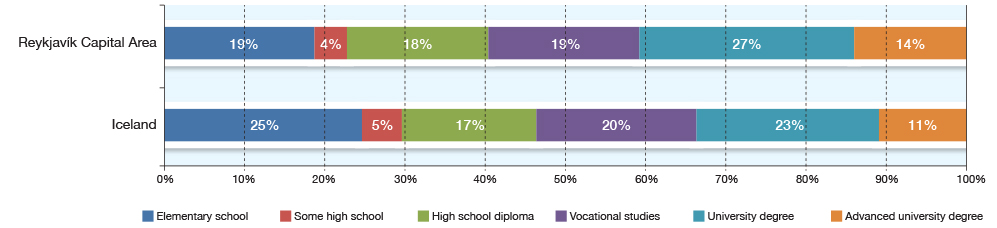 Reykjavík Capital Area
19% 4% 18% 19% 27% 14%
Iceland
25% 5% 17% 20% 23% 11%
0% 10% 20% 30% 40% 50% 60% 70% 80% 90% 100%
Elementary school Some high school High school diploma Vocational studies University degree Advanced university degree